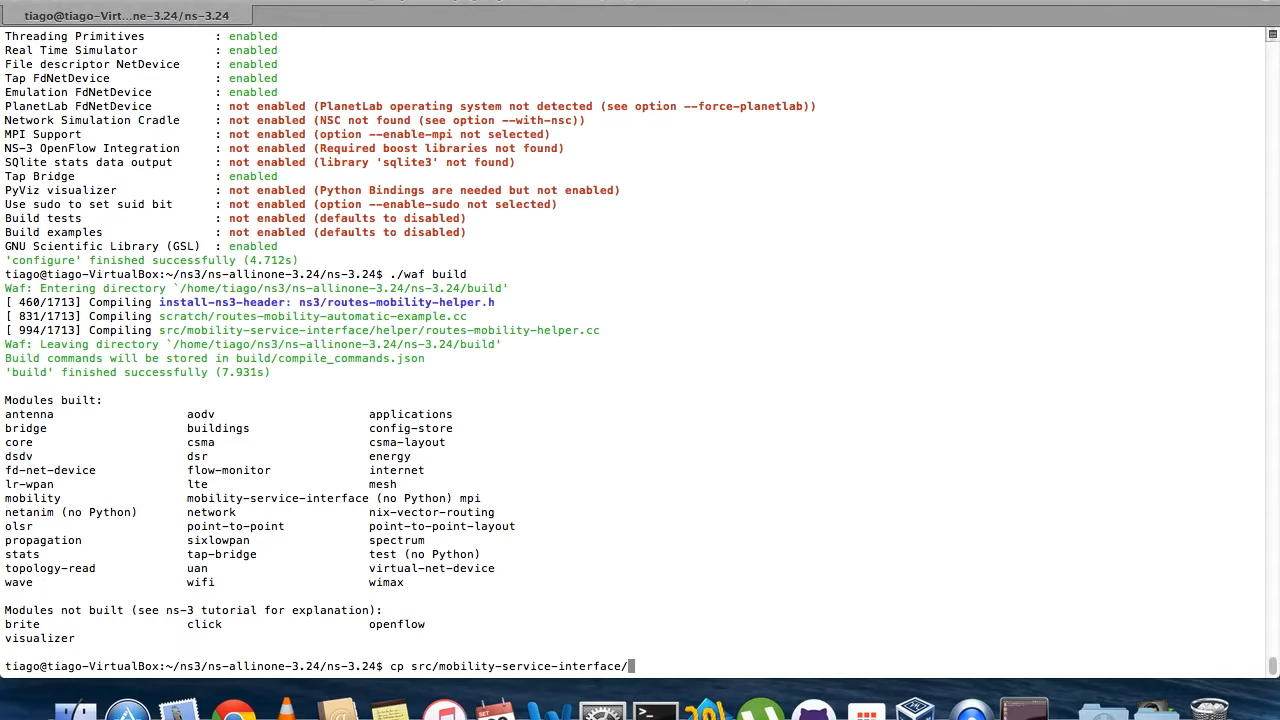 tiago@tiago-Virt...ne-3.24/ns-3.24
Threading Primitives : enabled
Real Time Simulator : enabled
File descriptor NetDevice : enabled
Tap FdNetDevice : enabled
Emulation FdNetDevice : enabled
PlanetLab FdNetDevice : not enabled (PlanetLab operating system not detected (see option --force-planetlab))
Network Simulation Cradle : not enabled (NSC not found (see option --with-nsc))
MPI Support : not enabled (option --enable-mpi not selected)
NS-3 OpenFlow Integration : not enabled (Required boost libraries not found)
SQlite stats data output : not enabled (library 'sqlite3' not found)
Tap Bridge : enabled
PyViz visualizer : not enabled (Python Bindings are needed but not enabled)
Use sudo to set suid bit : not enabled (option --enable-sudo not selected)
Build tests : not enabled (defaults to disabled)
Build examples : not enabled (defaults to disabled)
GNU Scientific Library (GSL) : enabled
'configure' finished successfully (4.712s)
tiago@tiago-VirtualBox:~/ns3/ns-allinone-3.24/ns-3.24$ ./waf build
Waf: Entering directory `/home/tiago/ns3/ns-allinone-3.24/ns-3.24/build'
[ 460/1713] Compiling install-ns3-header: ns3/routes-mobility-helper.h
[ 831/1713] Compiling scratch/routes-mobility-automatic-example.cc
[ 994/1713] Compiling src/mobility-service-interface/helper/routes-mobility-helper.cc
Waf: Leaving directory `/home/tiago/ns3/ns-allinone-3.24/ns-3.24/build'
Build commands will be stored in build/compile_commands.json
'build' finished successfully (7.931s)
Modules built:
antenna aodv applications
bridge buildings config-store
core csma csma-layout
dsdv dsr energy
fd-net-device flow-monitor internet
lr-wpan lte mesh
mobility mobility-service-interface (no Python) mpi
netanim (no Python) network nix-vector-routing
olsr point-to-point point-to-point-layout
propagation sixlowpan spectrum
stats tap-bridge test (no Python)
topology-read uan virtual-net-device
wave wifi wimax
Modules not built (see ns-3 tutorial for explanation):
brite click openflow
visualizer
tiago@tiago-VirtualBox:~/ns3/ns-allinone-3.24/ns-3.24$ cp src/mobility-service-interface/